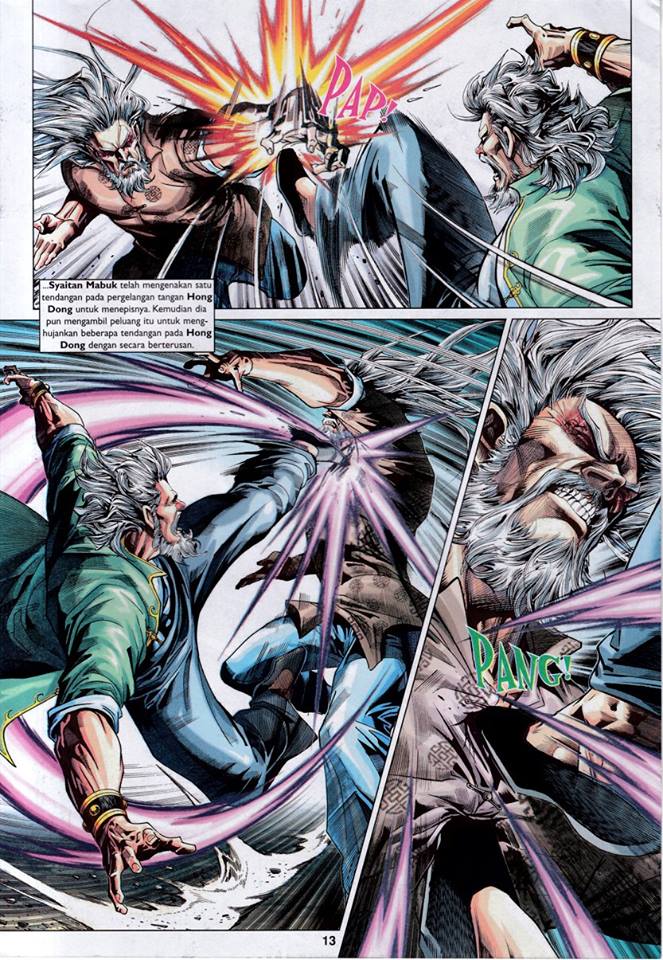 PAP!
...Syaitan Mabuk telah mengenakan satu
tendangan pada pergelangan tangan Hong
Dong untuk menepisnya. Kemudian dia
pun mengambil peluang itu untuk meng-
hujankan beberapa tendangan pada Hong
Dong dengan secara berterusan.
PANG!
13